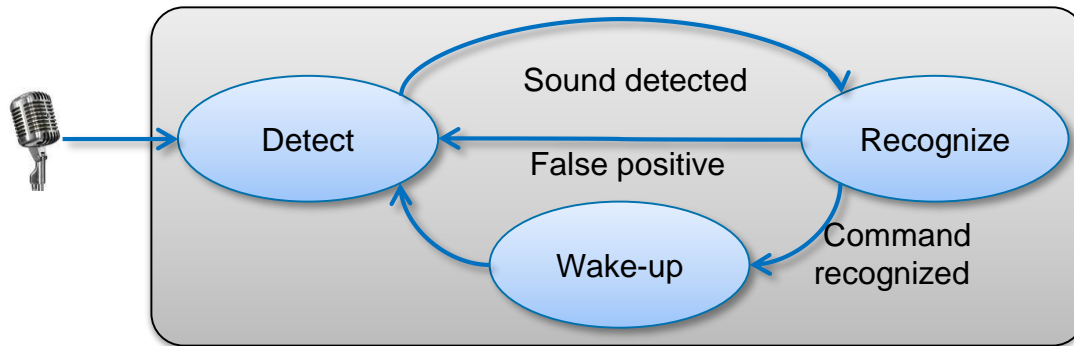 Sound detected
Detect
Recognize
False positive
Command
recognized
Wake-up